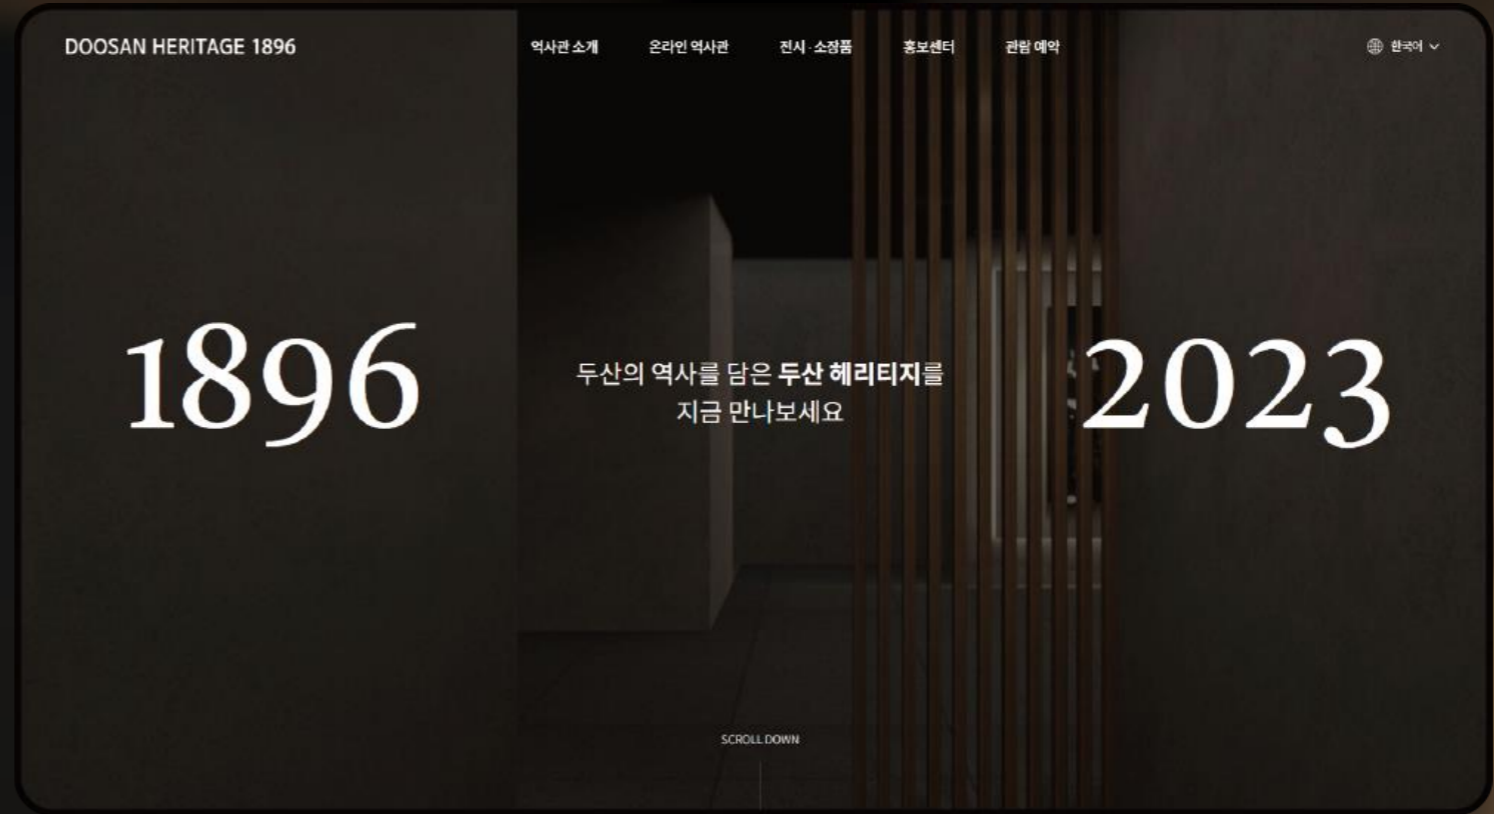 DOOSAN HERITAGE 1896
역사관 소개
온라인 역사관
전시 · 소장품
홍보센터
관람 예약
한국어
1896
두산의 역사를 담은 두산 헤리티지를
지금 만나보세요
2023
SCROLL DOWN